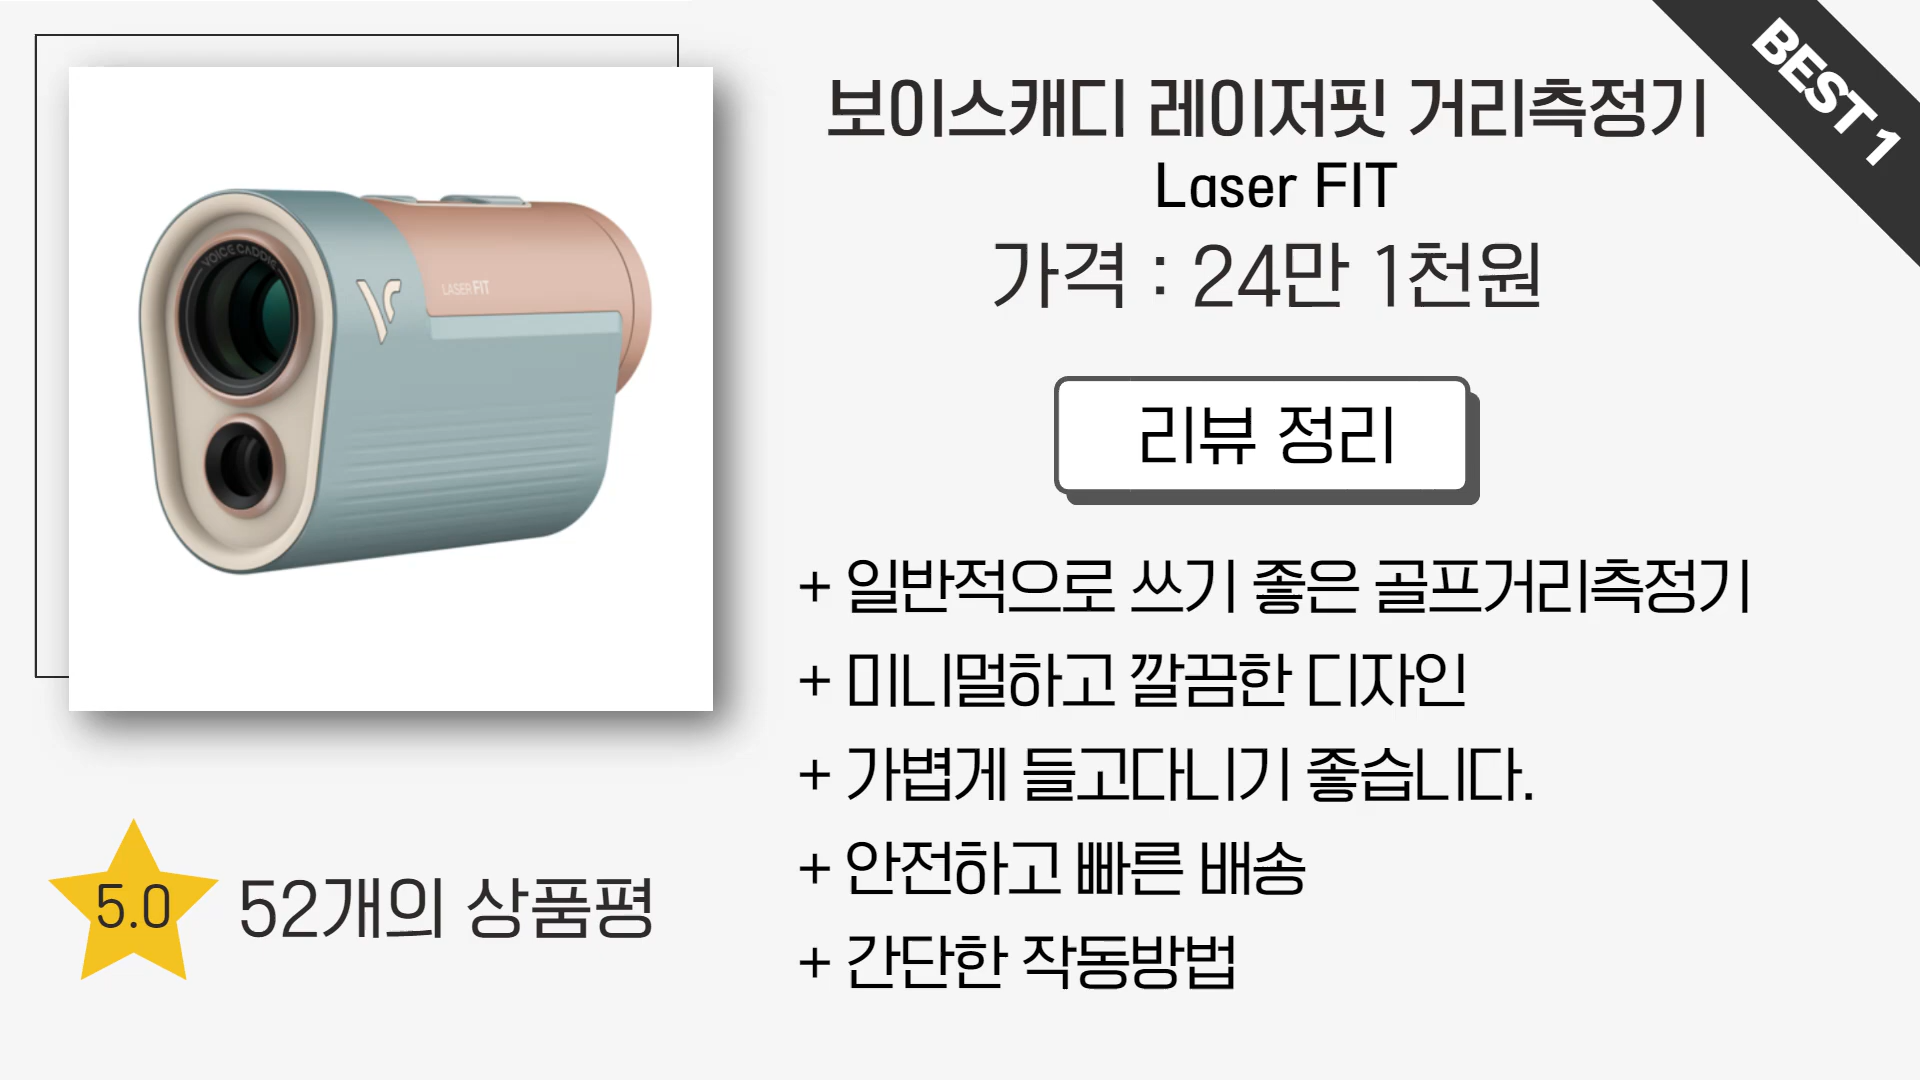 BEST 1
보이스캐디 레이저핏 거리측정기
Laser FIT
가격 : 24만 1천원
VOICE CADDIE
LASER FIT
리뷰 정리
+ 일반적으로 쓰기 좋은 골프거리측정기
+ 미니멀하고 깔끔한 디자인
+ 가볍게 들고다니기 좋습니다.
+ 안전하고 빠른 배송
+ 간단한 작동방법
5.0
52개의 상품평